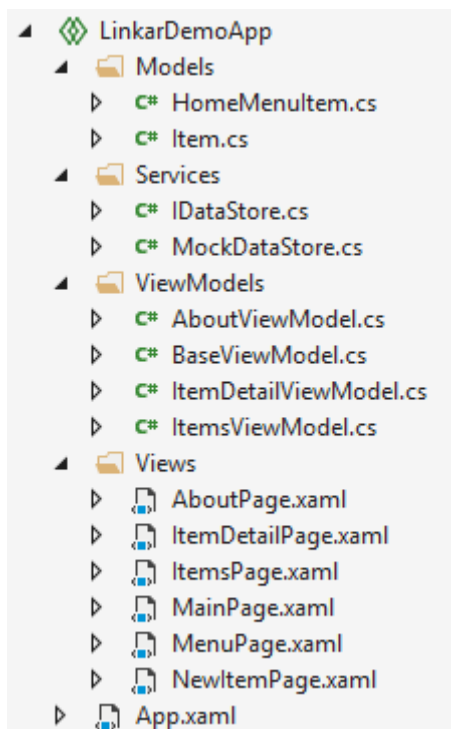 LinkarDemoApp
Models
C# HomeMenuItem.cs
C# Item.cs
Services
C# IDataStore.cs
C# MockDataStore.cs
ViewModels
C# AboutViewModel.cs
C# BaseViewModel.cs
C# ItemDetailViewModel.cs
C# ItemsViewModel.cs
Views
AboutPage.xaml
ItemDetailPage.xaml
ItemsPage.xaml
MainPage.xaml
MenuPage.xaml
NewItemPage.xaml
App.xaml